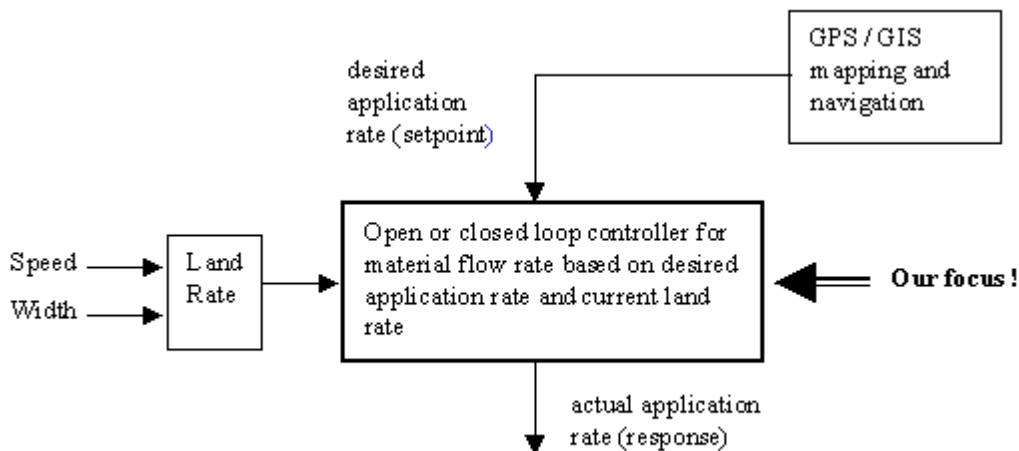 GPS / GIS
mapping and
navigation
desired
application
rate (setpoint)
Open or closed loop controller for
material flow rate based on desired
application rate and current land
rate
Speed
Width
Land
Rate
Our focus !
actual application
rate (response)